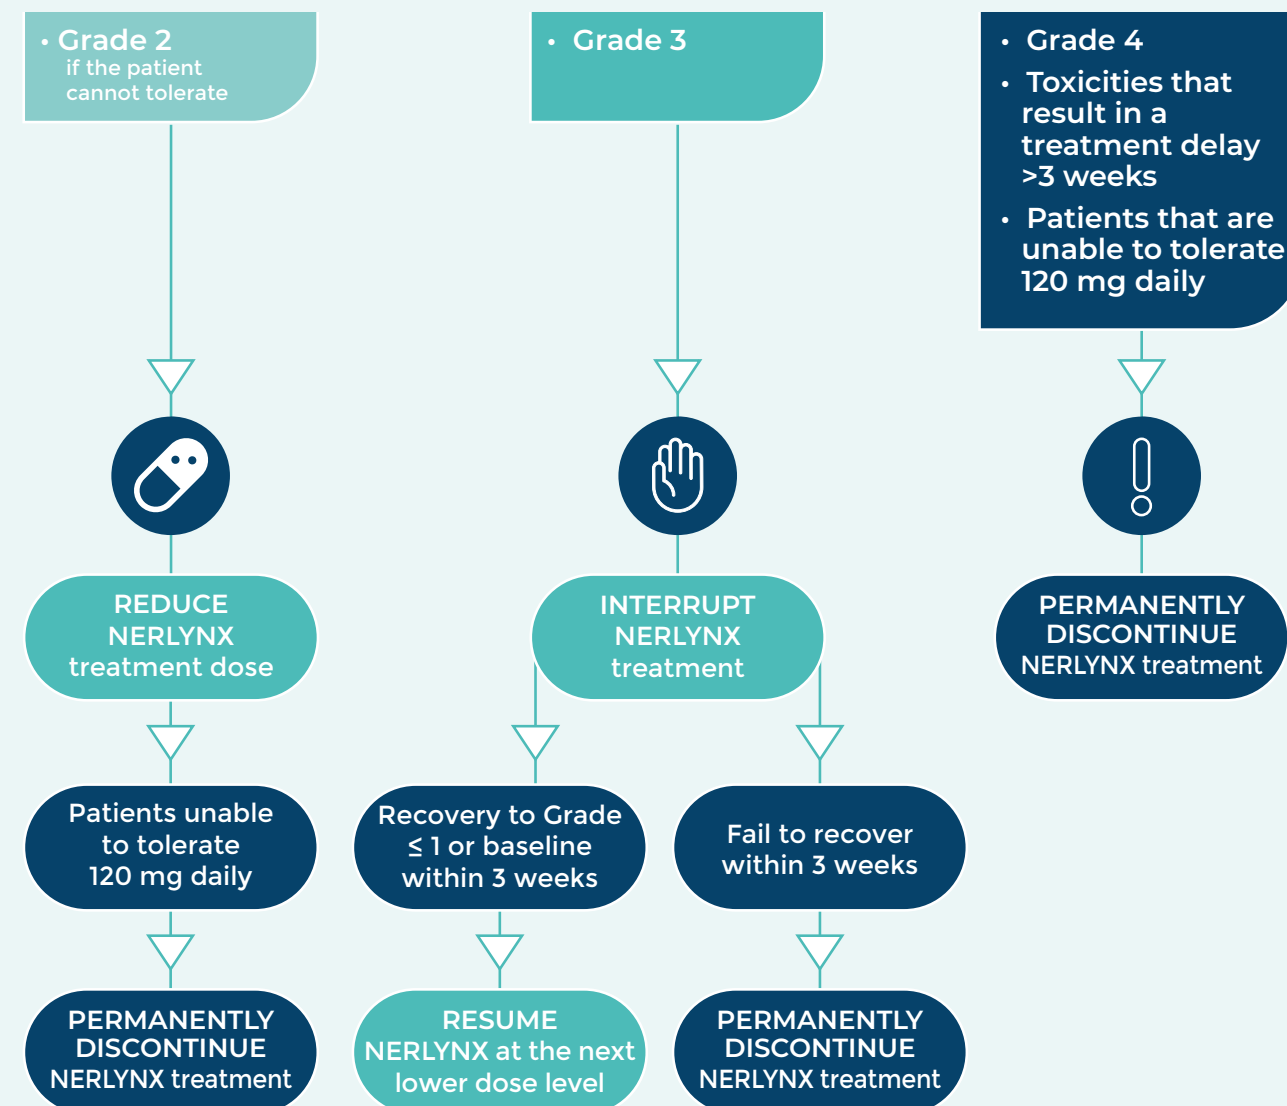 • Grade 2
if the patient
cannot tolerate
• Grade 3
• Grade 4
• Toxicities that
result in a
treatment delay
>3 weeks
• Patients that are
unable to tolerate
120 mg daily
REDUCE
NERLYNX
treatment dose
INTERRUPT
NERLYNX
treatment
PERMANENTLY
DISCONTINUE
NERLYNX treatment
Patients unable
to tolerate
120 mg daily
Recovery to Grade
≤ 1 or baseline
within 3 weeks
Fail to recover
within 3 weeks
PERMANENTLY
DISCONTINUE
NERLYNX treatment
RESUME
NERLYNX at the next
lower dose level
PERMANENTLY
DISCONTINUE
NERLYNX treatment